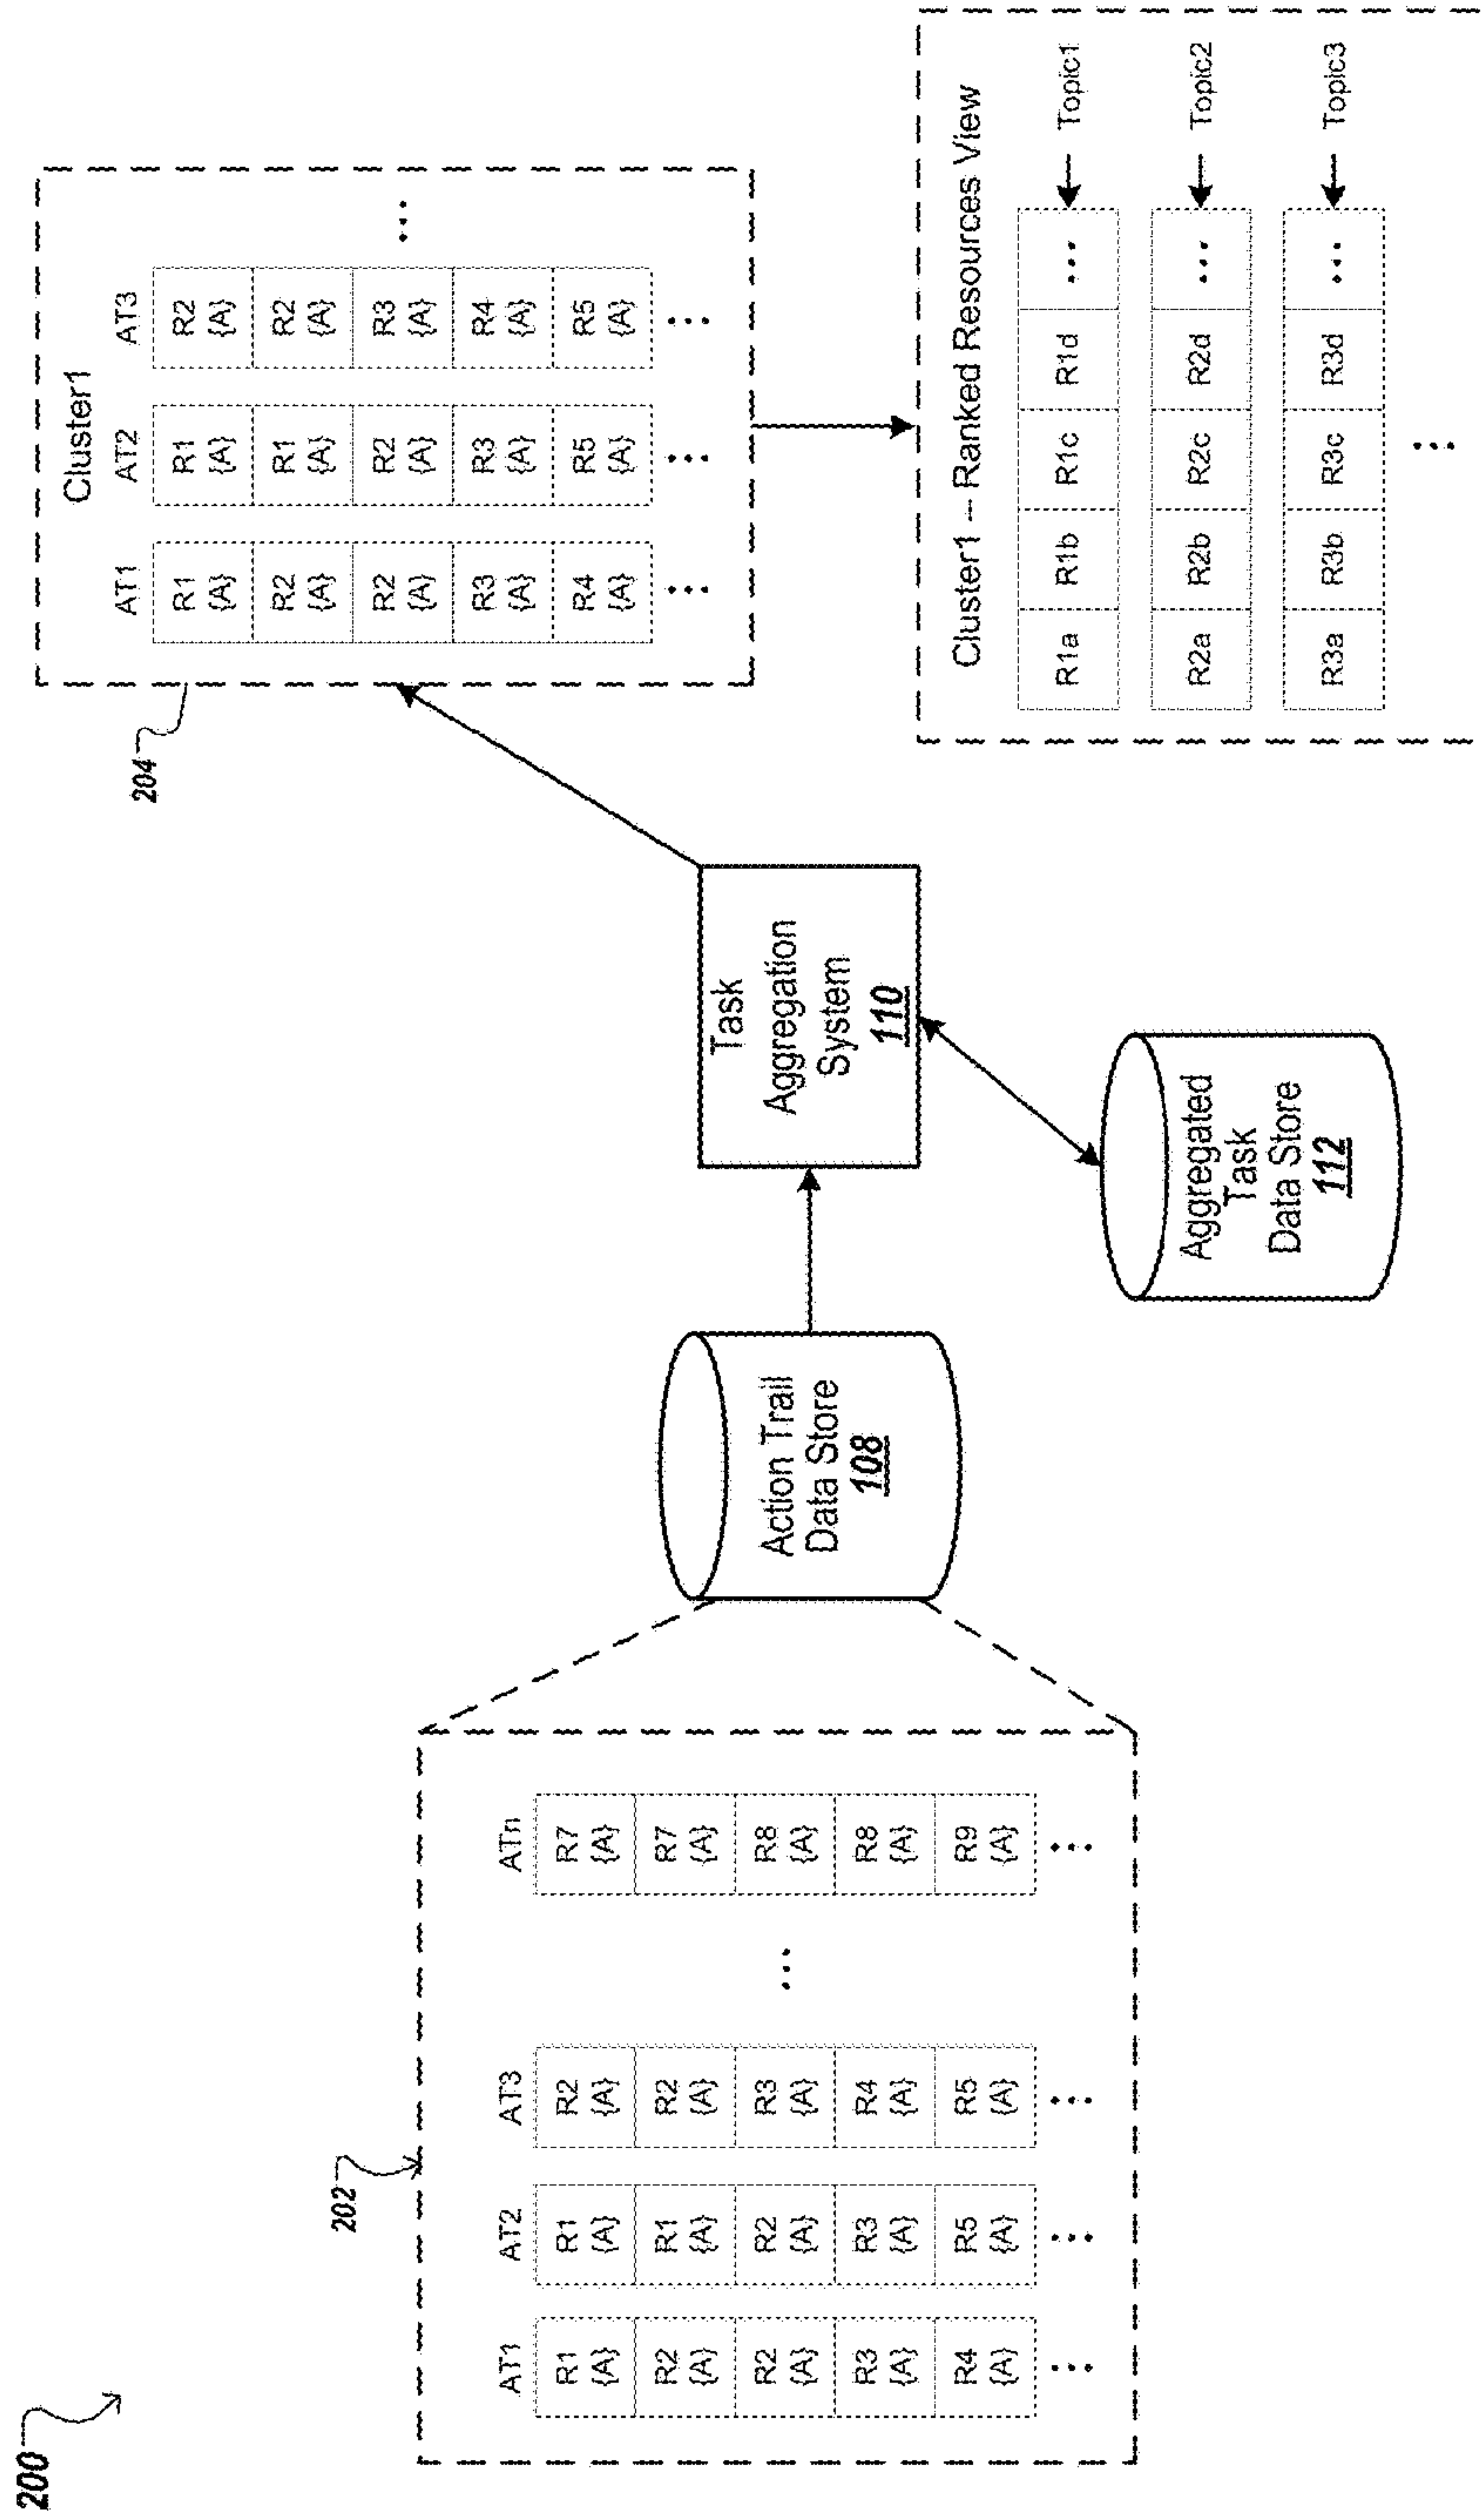 200
202
AT1 AT2 AT3 ... ATn
R1 {A} R1 {A} R2 {A} R7 {A}
R2 {A} R1 {A} R2 {A} R7 {A}
R2 {A} R2 {A} R3 {A} ... R8 {A}
R3 {A} R3 {A} R4 {A} R8 {A}
R4 {A} R5 {A} R5 {A} R9 {A}
Action Trail
Data Store
108
Task
Aggregation
System
110
Aggregated
Task
Data Store
112
204
Cluster1
AT1 AT2 AT3
R1 {A} R1 {A} R2 {A}
R2 {A} R1 {A} R2 {A}
R2 {A} R2 {A} R3 {A} ...
R3 {A} R3 {A} R4 {A}
R4 {A} R5 {A} R5 {A}
Cluster1 -- Ranked Resources View
R1a R1b R1c R1d ... Topic1
R2a R2b R2c R2d ... Topic2
R3a R3b R3c R3d ... Topic3